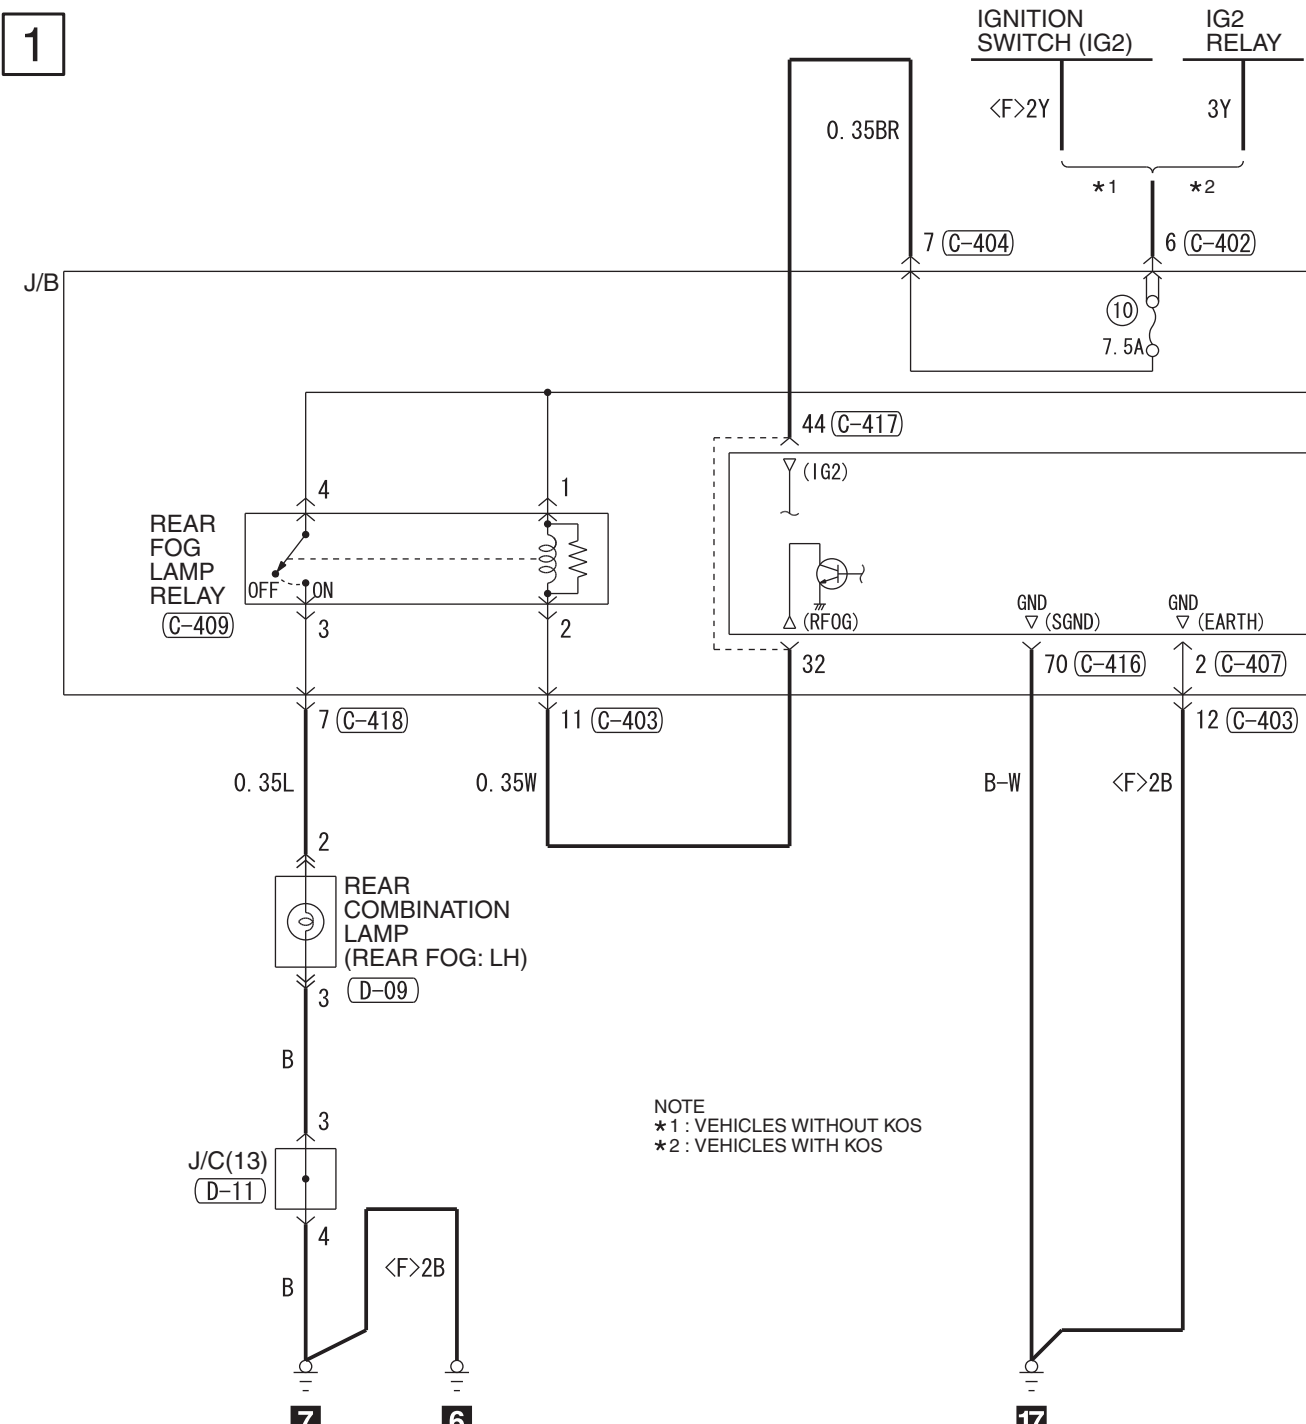 1
IGNITION
SWITCH (IG2)
IG2
RELAY
<F>2Y
3Y
0.35BR
*1
*2
7 C-404
6 C-402
J/B
10
7.5A
44 C-417
(IG2)
4
1
REAR
FOG
LAMP
RELAY
C-409
OFF
ON
3
2
(RFOG)
GND
(SGND)
GND
(EARTH)
32
70 C-416
2 C-407
7 C-418
11 C-403
12 C-403
0.35L
0.35W
B-W
<F>2B
2
REAR
COMBINATION
LAMP
(REAR FOG: LH)
D-09
3
B
NOTE
*1 : VEHICLES WITHOUT KOS
*2 : VEHICLES WITH KOS
3
J/C(13)
D-11
4
<F>2B
B
7
6
17